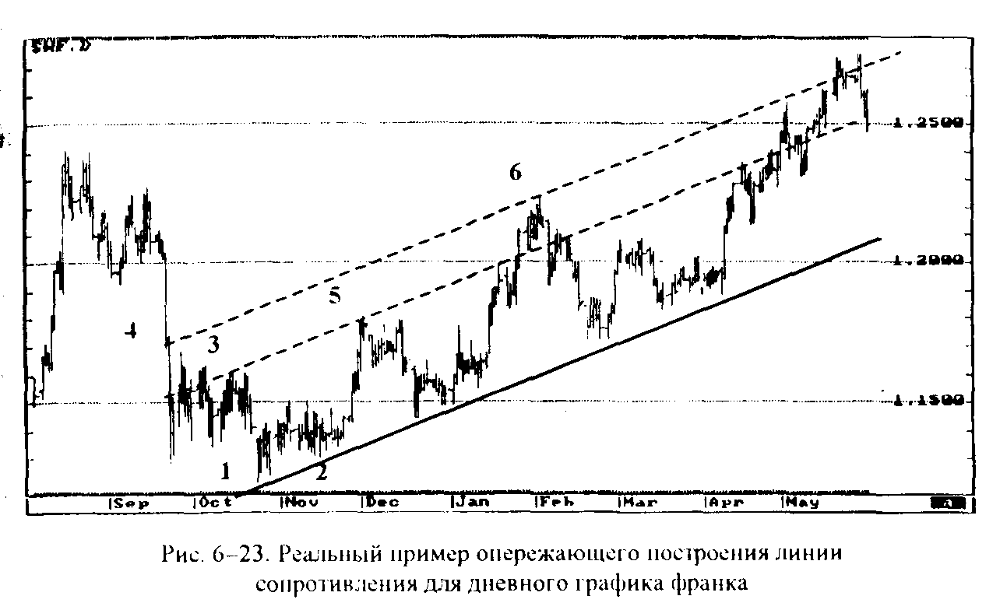 SWF.D
6
1.2500
1.2000
5
4
3
1.1500
1
2
Sep Oct Nov Dec Jan Feb Mar Apr May
Рис. 6–23. Реальный пример опережающего построения линии
сопротивления для дневного графика франка